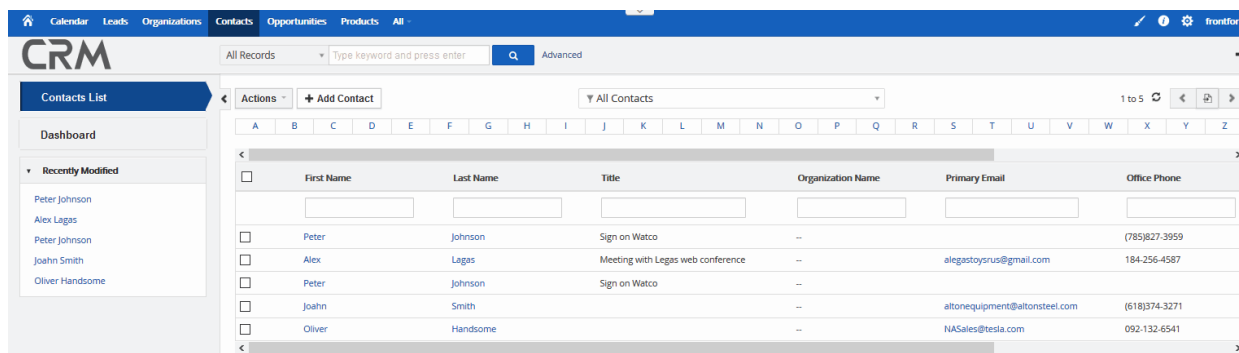 Calendar Leads Organizations Contacts Opportunities Products All frontfor
CRM
All Records Type keyword and press enter Advanced
Contacts List
Actions + Add Contact All Contacts 1 to 5
Dashboard
A B C D E F G H I J K L M N O P Q R S T U V W X Y Z
Recently Modified
First Name Last Name Title Organization Name Primary Email Office Phone
Peter Johnson
Alex Lagas
Peter Johnson
Joahn Smith
Oliver Handsome
Peter Johnson Sign on Watco -- (785)827-3959
Alex Lagas Meeting with Legas web conference -- alegastoysrus@gmail.com 184-256-4587
Peter Johnson Sign on Watco --
Joahn Smith -- altonequipment@altonsteel.com (618)374-3271
Oliver Handsome -- NASales@tesla.com 092-132-6541